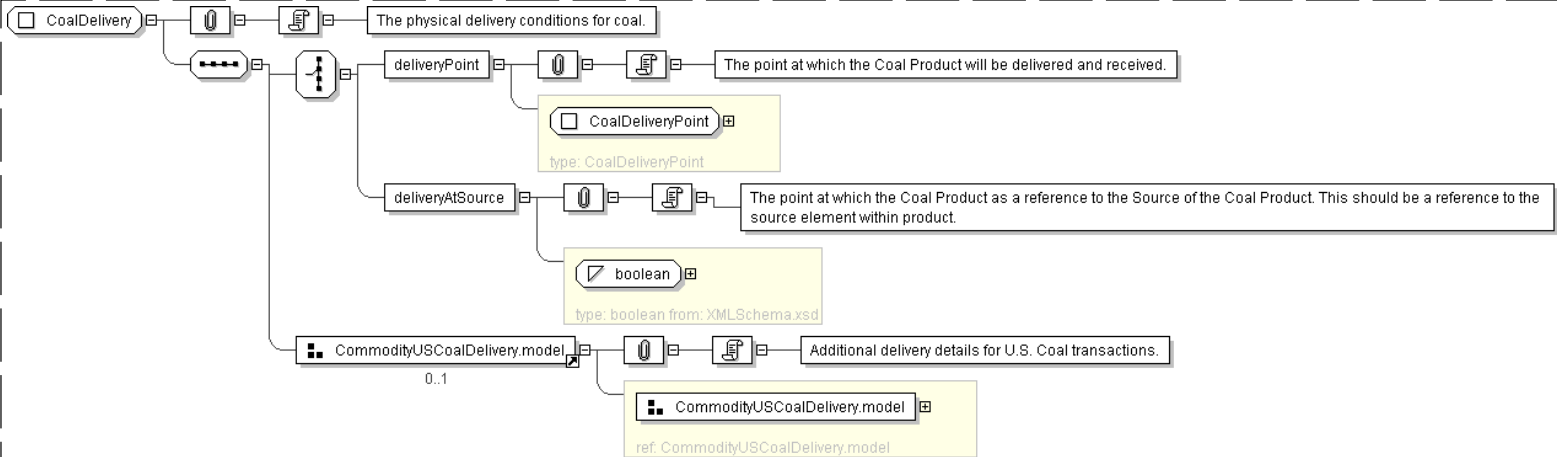 CoalDelivery
The physical delivery conditions for coal.
deliveryPoint
The point at which the Coal Product will be delivered and received.
CoalDeliveryPoint
type: CoalDeliveryPoint
deliveryAtSource
The point at which the Coal Product as a reference to the Source of the Coal Product. This should be a reference to the
source element within product.
boolean
type: boolean from: XMLSchema.xsd
CommodityUSCoalDelivery.model
Additional delivery details for U.S. Coal transactions.
0..1
CommodityUSCoalDelivery.model
ref: CommodityUSCoalDelivery.model